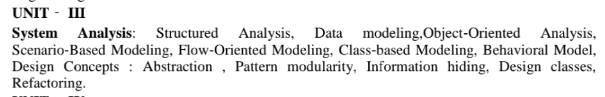 UNIT - III
System Analysis: Structured Analysis, Data modeling,Object-Oriented Analysis,
Scenario-Based Modeling, Flow-Oriented Modeling, Class-based Modeling, Behavioral Model,
Design Concepts : Abstraction , Pattern modularity, Information hiding, Design classes,
Refactoring.